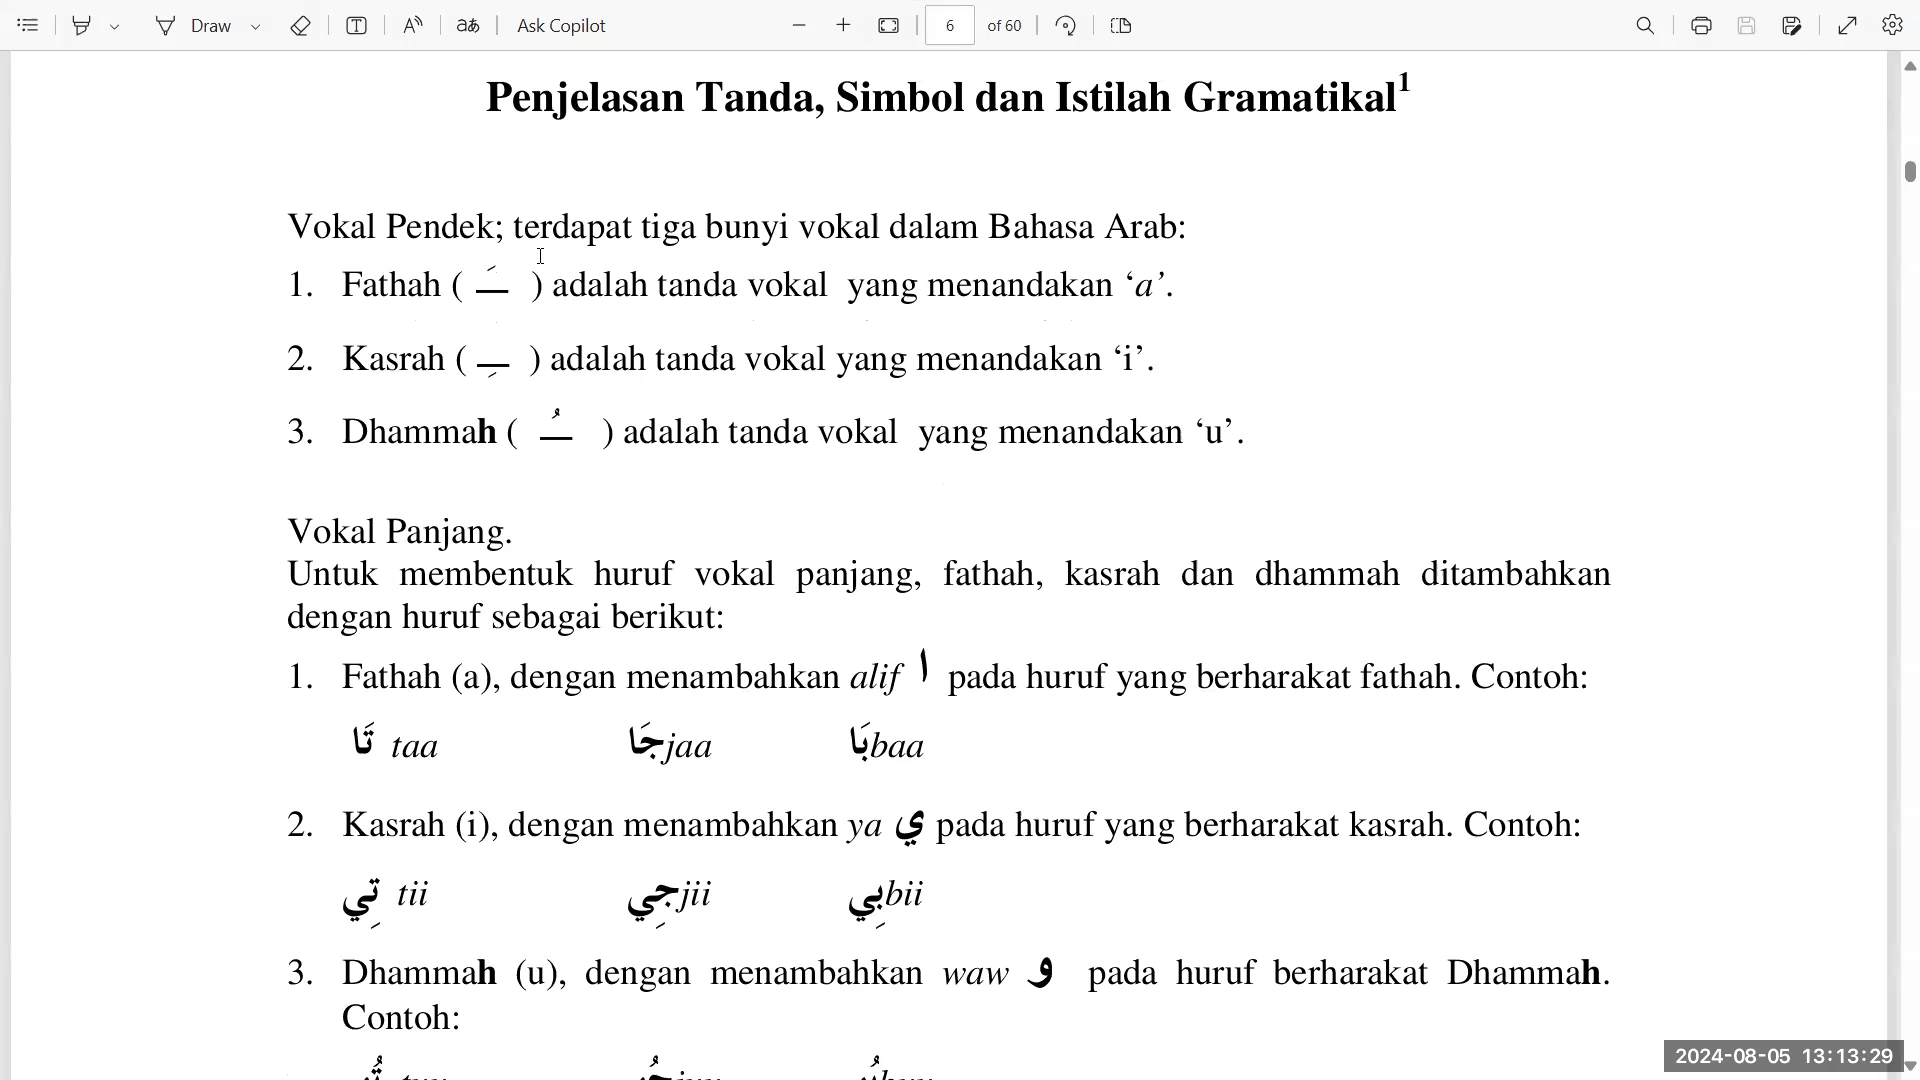 Draw Ask Copilot 6 of 60
Penjelasan Tanda, Simbol dan Istilah Gramatikal¹
Vokal Pendek; terdapat tiga bunyi vokal dalam Bahasa Arab:
1. Fathah ( ـَ ) adalah tanda vokal yang menandakan ‘a’.
2. Kasrah ( ـِ ) adalah tanda vokal yang menandakan ‘i’.
3. Dhammah ( ـُ ) adalah tanda vokal yang menandakan ‘u’.
Vokal Panjang.
Untuk membentuk huruf vokal panjang, fathah, kasrah dan dhammah ditambahkan
dengan huruf sebagai berikut:
1. Fathah (a), dengan menambahkan alif ا pada huruf yang berharakat fathah. Contoh:
تَا taa جَا jaa بَا baa
2. Kasrah (i), dengan menambahkan ya ي pada huruf yang berharakat kasrah. Contoh:
تِي tii جِي jii بِي bii
3. Dhammah (u), dengan menambahkan waw و pada huruf berharakat Dhammah.
Contoh:
2024-08-05 13:13:29